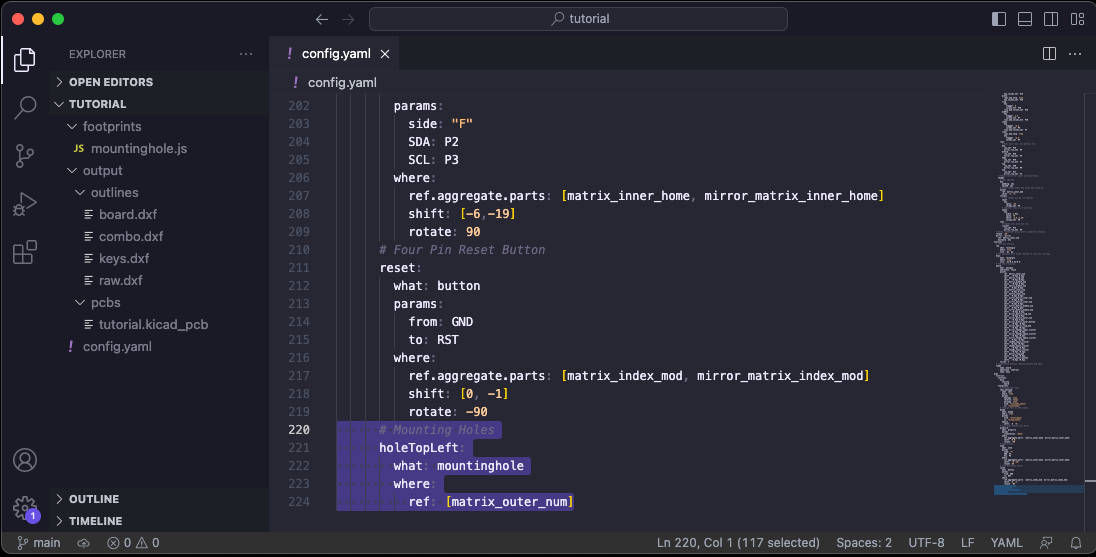 tutorial
EXPLORER
OPEN EDITORS
TUTORIAL
footprints
JS mountinghole.js
output
outlines
board.dxf
combo.dxf
keys.dxf
raw.dxf
pcbs
tutorial.kicad_pcb
! config.yaml
OUTLINE
TIMELINE
1
! config.yaml
! config.yaml
202 params:
203 side: "F"
204 SDA: P2
205 SCL: P3
206 where:
207 ref.aggregate.parts: [matrix_inner_home, mirror_matrix_inner_home]
208 shift: [-6,-19]
209 rotate: 90
210 # Four Pin Reset Button
211 reset:
212 what: button
213 params:
214 from: GND
215 to: RST
216 where:
217 ref.aggregate.parts: [matrix_index_mod, mirror_matrix_index_mod]
218 shift: [0, -1]
219 rotate: -90
220 # Mounting Holes
221 holeTopLeft:
222 what: mountinghole
223 where:
224 ref: [matrix_outer_num]
main 0 0 Ln 220, Col 1 (117 selected) Spaces: 2 UTF-8 LF YAML